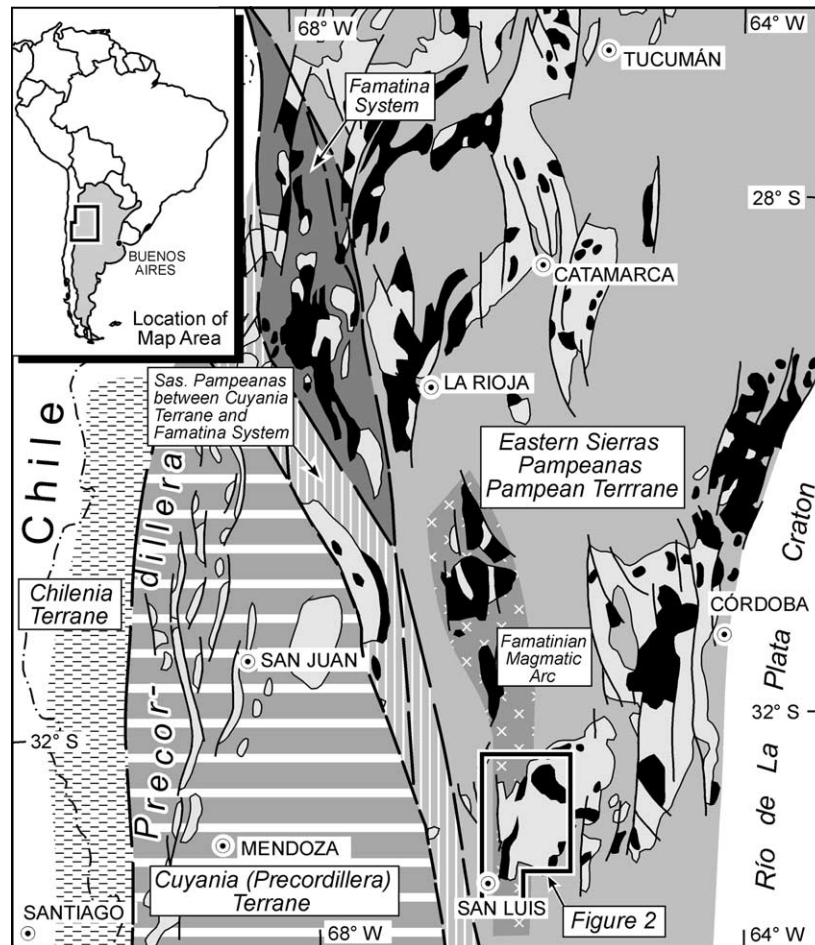 68° W
64° W
TUCUMÁN
Famatina
System
28° S
BUENOS
AIRES
CATAMARCA
Location of
Map Area
LA RIOJA
Sas. Pampeanas
between Cuyania
Terrane and
Famatina System
Eastern Sierras
Pampeanas
Pampean Terrrane
Chile
Precor-
dillera
Chilenia
Terrane
CÓRDOBA
SAN JUAN
Famatinian
Magmatic
Arc
Río de La Plata Craton
32° S
32° S
MENDOZA
Cuyania (Precordillera)
Terrane
SAN LUIS
Figure 2
SANTIAGO
68° W
64° W